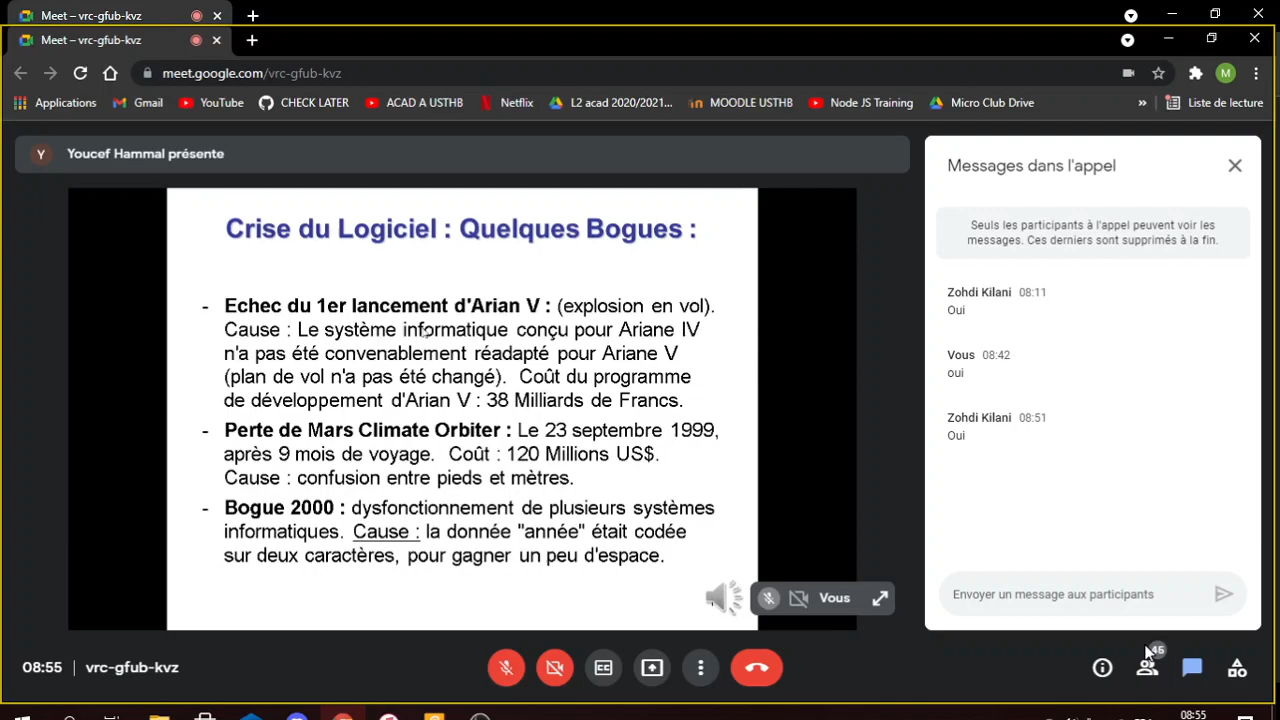 Meet – vrc-gfub-kvz
Meet – vrc-gfub-kvz
meet.google.com/vrc-gfub-kvz
M
Applications
Gmail
YouTube
CHECK LATER
ACAD A USTHB
Netflix
L2 acad 2020/2021...
MOODLE USTHB
Node JS Training
Micro Club Drive
»
Liste de lecture
Y
Youcef Hammal présente
Crise du Logiciel : Quelques Bogues :
- Echec du 1er lancement d'Arian V : (explosion en vol).
Cause : Le système informatique conçu pour Ariane IV
n'a pas été convenablement réadapté pour Ariane V
(plan de vol n'a pas été changé). Coût du programme
de développement d'Arian V : 38 Milliards de Francs.
- Perte de Mars Climate Orbiter : Le 23 septembre 1999,
après 9 mois de voyage. Coût : 120 Millions US$.
Cause : confusion entre pieds et mètres.
- Bogue 2000 : dysfonctionnement de plusieurs systèmes
informatiques. Cause : la donnée "année" était codée
sur deux caractères, pour gagner un peu d'espace.
Vous
Messages dans l'appel
Seuls les participants à l'appel peuvent voir les
messages. Ces derniers sont supprimés à la fin.
Zohdi Kilani 08:11
Oui
Vous 08:42
oui
Zohdi Kilani 08:51
Oui
Envoyer un message aux participants
08:55 | vrc-gfub-kvz
46
08:55